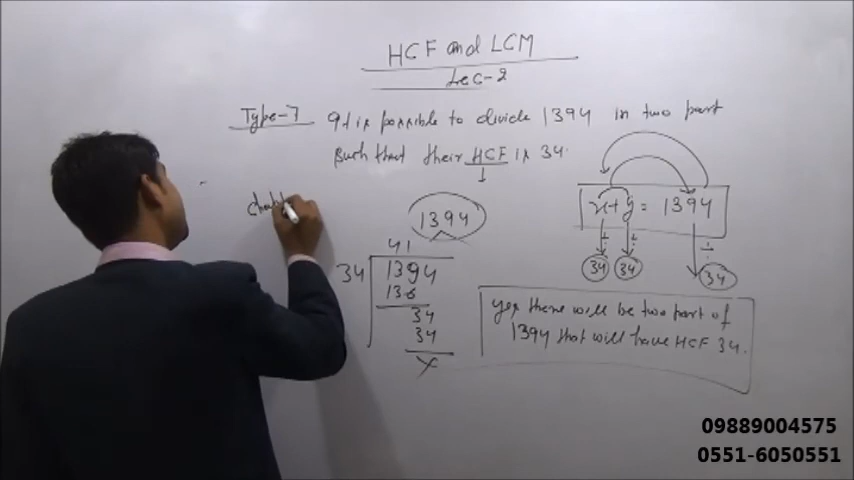 HCF and LCM
Lec-2
Type-7 It is possible to divide 1394 in two part
such that their HCF is 34.
1394
x+y = 1394
÷ ÷ ÷
34 34 34
41
34 1394
136
34
34
x
yes there will be two part of
1394 that will have HCF 34.
09889004575
0551-6050551